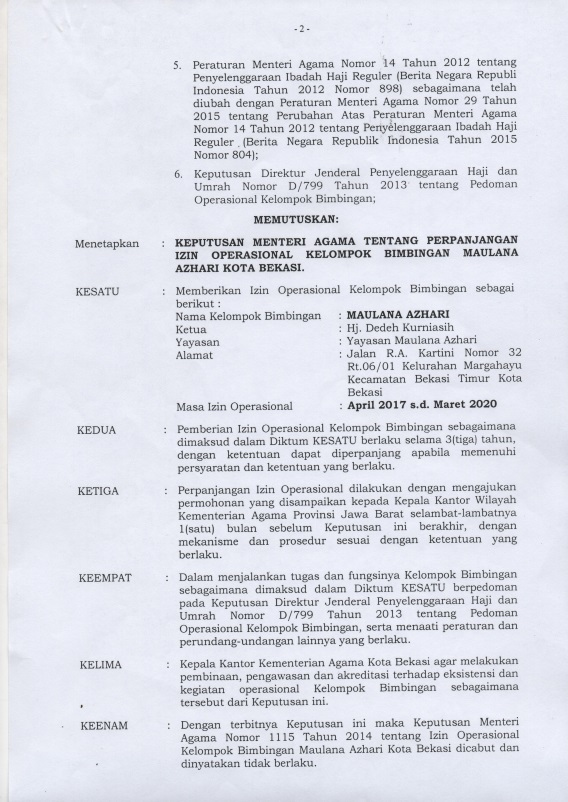 - 2 -
5. Peraturan Menteri Agama Nomor 14 Tahun 2012 tentang
Penyelenggaraan Ibadah Haji Reguler (Berita Negara Republi
Indonesia Tahun 2012 Nomor 898) sebagaimana telah
diubah dengan Peraturan Menteri Agama Nomor 29 Tahun
2015 tentang Perubahan Atas Peraturan Menteri Agama
Nomor 14 Tahun 2012 tentang Penyelenggaraan Ibadah Haji
Reguler (Berita Negara Republik Indonesia Tahun 2015
Nomor 804);
6. Keputusan Direktur Jenderal Penyelenggaraan Haji dan
Umrah Nomor D/799 Tahun 2013 tentang Pedoman
Operasional Kelompok Bimbingan;
MEMUTUSKAN:
Menetapkan : KEPUTUSAN MENTERI AGAMA TENTANG PERPANJANGAN
IZIN OPERASIONAL KELOMPOK BIMBINGAN MAULANA
AZHARI KOTA BEKASI.
KESATU : Memberikan Izin Operasional Kelompok Bimbingan sebagai
berikut :
Nama Kelompok Bimbingan : MAULANA AZHARI
Ketua : Hj. Dedeh Kurniasih
Yayasan : Yayasan Maulana Azhari
Alamat : Jalan R.A. Kartini Nomor 32
Rt.06/01 Kelurahan Margahayu
Kecamatan Bekasi Timur Kota
Bekasi
Masa Izin Operasional : April 2017 s.d. Maret 2020
KEDUA : Pemberian Izin Operasional Kelompok Bimbingan sebagaimana
dimaksud dalam Diktum KESATU berlaku selama 3(tiga) tahun,
dengan ketentuan dapat diperpanjang apabila memenuhi
persyaratan dan ketentuan yang berlaku.
KETIGA : Perpanjangan Izin Operasional dilakukan dengan mengajukan
permohonan yang disampaikan kepada Kepala Kantor Wilayah
Kementerian Agama Provinsi Jawa Barat selambat-lambatnya
1(satu) bulan sebelum Keputusan ini berakhir, dengan
mekanisme dan prosedur sesuai dengan ketentuan yang
berlaku.
KEEMPAT : Dalam menjalankan tugas dan fungsinya Kelompok Bimbingan
sebagaimana dimaksud dalam Diktum KESATU berpedoman
pada Keputusan Direktur Jenderal Penyelenggaraan Haji dan
Umrah Nomor D/799 Tahun 2013 tentang Pedoman
Operasional Kelompok Bimbingan, serta menaati peraturan dan
perundang-undangan lainnya yang berlaku.
KELIMA : Kepala Kantor Kementerian Agama Kota Bekasi agar melakukan
pembinaan, pengawasan dan akreditasi terhadap eksistensi dan
kegiatan operasional Kelompok Bimbingan sebagaimana
tersebut dari Keputusan ini.
KEENAM : Dengan terbitnya Keputusan ini maka Keputusan Menteri
Agama Nomor 1115 Tahun 2014 tentang Izin Operasional
Kelompok Bimbingan Maulana Azhari Kota Bekasi dicabut dan
dinyatakan tidak berlaku.